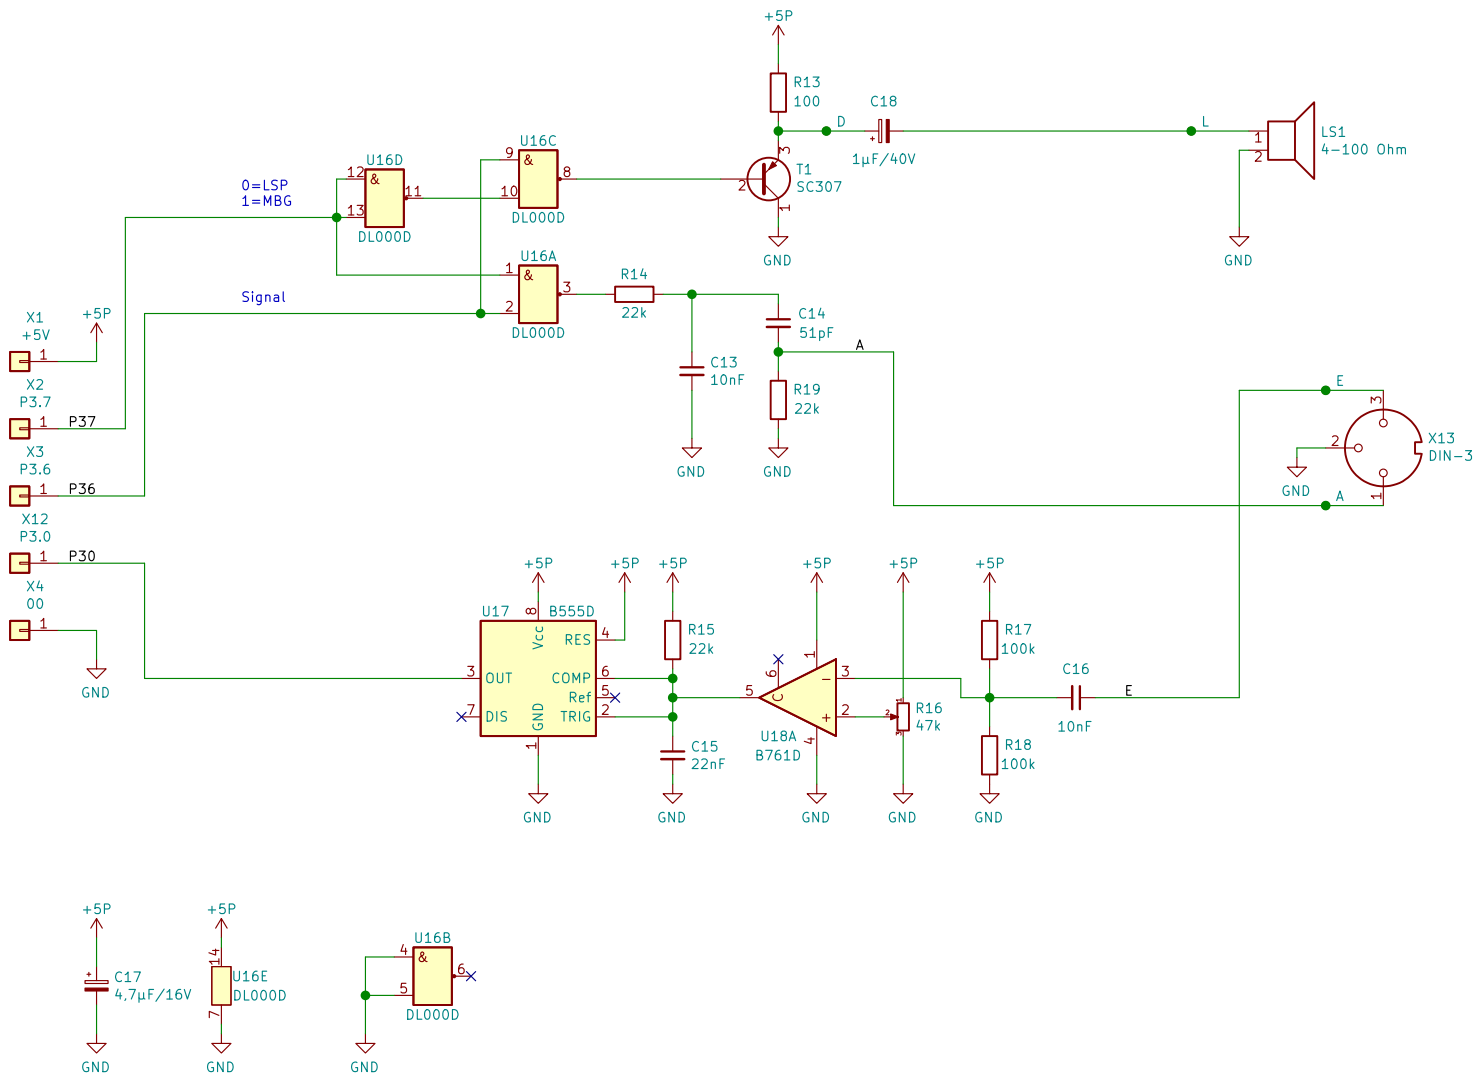 +5P
R13
100
C18
1µF/40V
D
L
LS1
4-100 Ohm
1
2
3
T1
SC307
2
1
GND
GND
U16D
&
12
13
11
DL000D
U16C
&
9
10
8
DL000D
0=LSP
1=MBG
U16A
&
1
2
3
DL000D
Signal
R14
22k
C14
51pF
C13
10nF
R19
22k
GND
GND
A
X1
+5V
1
+5P
X2
P3.7
1
P37
X3
P3.6
1
P36
X12
P3.0
1
P30
X4
00
1
GND
E
3
2
1
X13
DIN-3
GND
A
+5P
+5P
+5P
+5P
+5P
+5P
U17
B555D
8
Vcc
RES
4
3
OUT
COMP
6
Ref
5
7
DIS
TRIG
2
GND
1
R15
22k
C15
22nF
5
6
C
1
3
2
4
-
+
U18A
B761D
1
2
3
R16
47k
R17
100k
R18
100k
C16
10nF
E
GND
GND
GND
GND
GND
+5P
+
C17
4,7µF/16V
GND
+5P
14
U16E
DL000D
7
GND
U16B
&
4
5
6
DL000D
GND